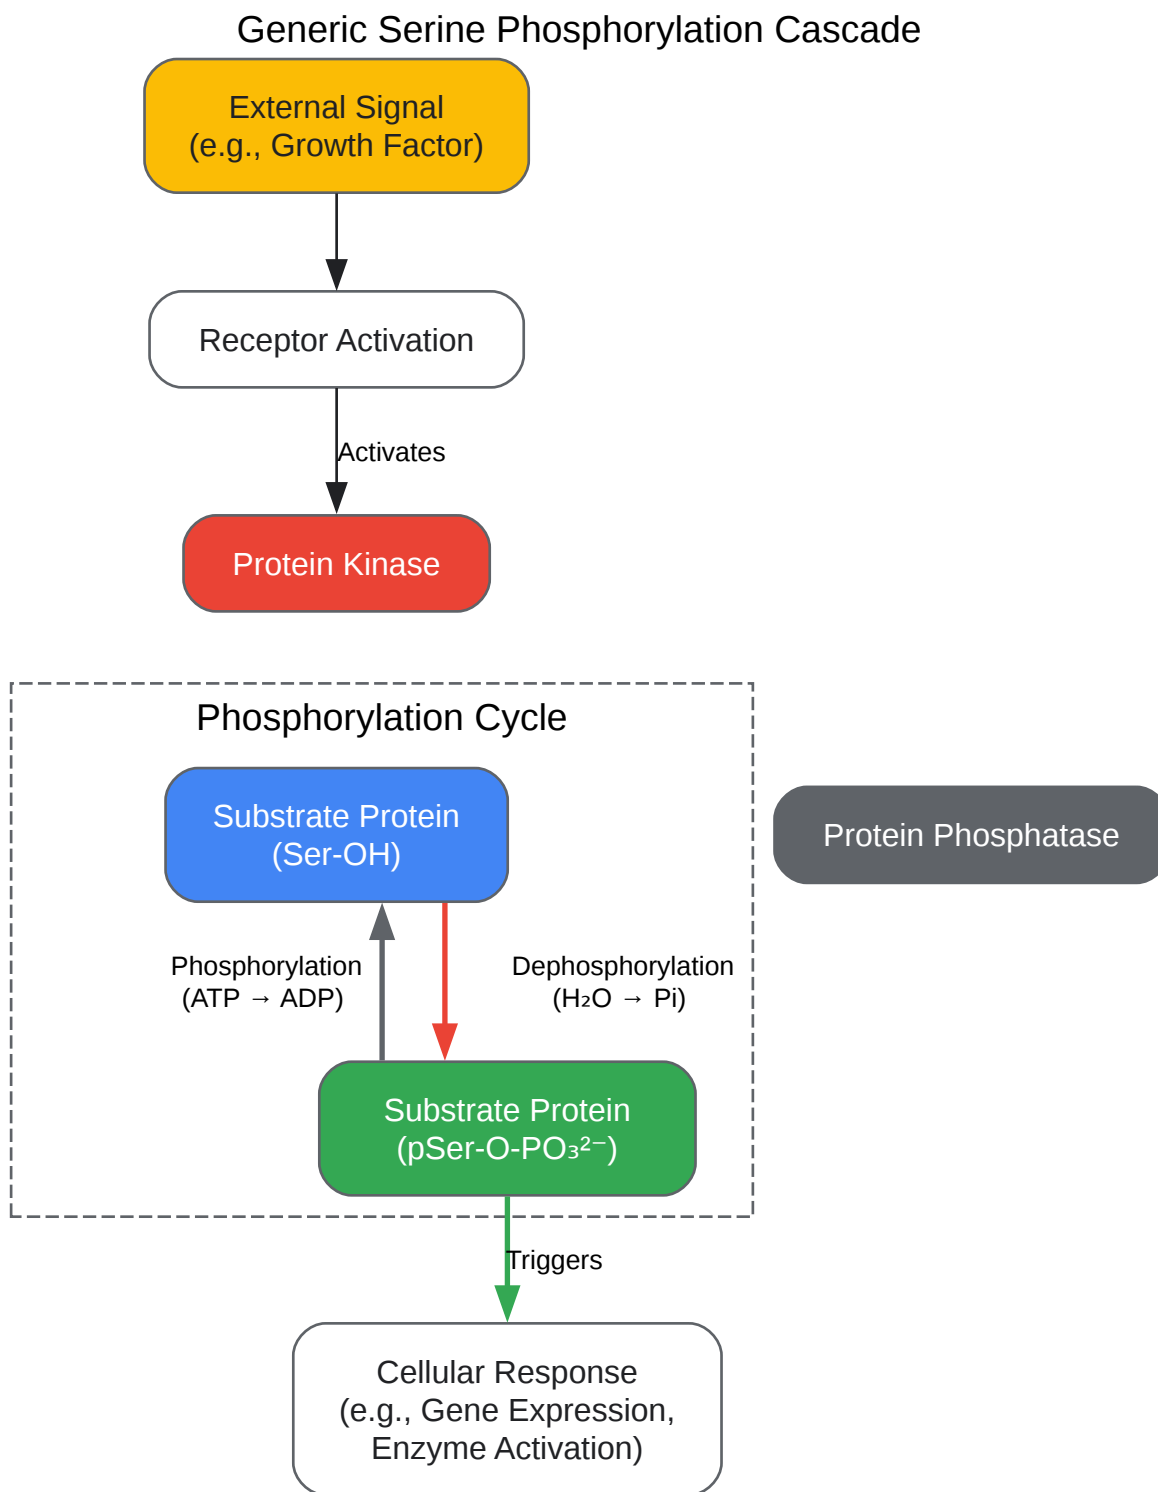 Generic Serine Phosphorylation Cascade
External Signal
(e.g., Growth Factor)
Receptor Activation
Activates
Protein Kinase
Phosphorylation Cycle
Substrate Protein
(Ser-OH)
Protein Phosphatase
Phosphorylation
(ATP → ADP)
Dephosphorylation
(H₂O → Pi)
Substrate Protein
(pSer-O-PO₃²⁻)
Triggers
Cellular Response
(e.g., Gene Expression,
Enzyme Activation)